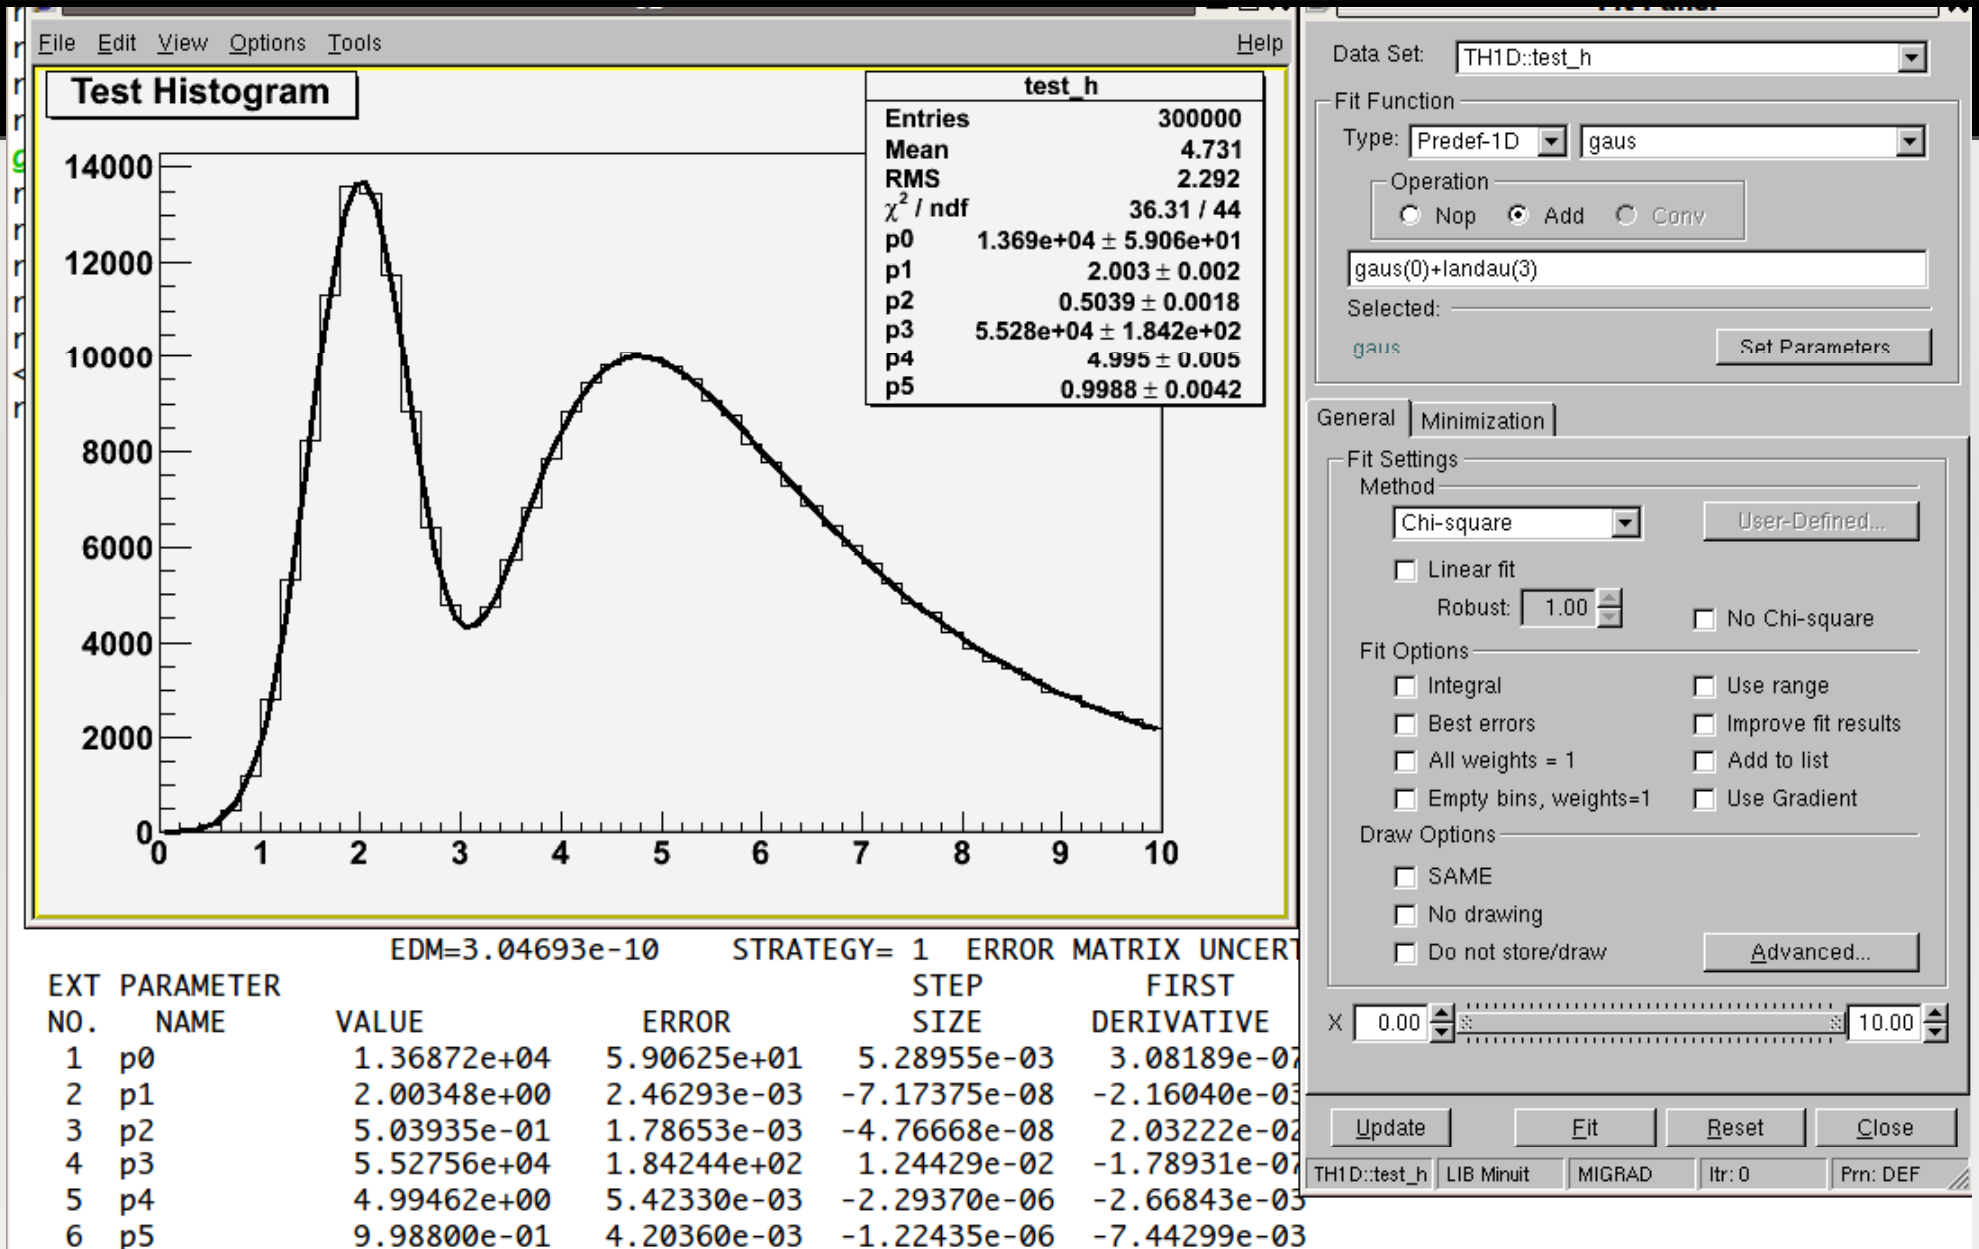 File Edit View Options Tools Help
Test Histogram
test_h
Entries 300000
Mean 4.731
RMS 2.292
χ² / ndf 36.31 / 44
p0 1.369e+04 ± 5.906e+01
p1 2.003 ± 0.002
p2 0.5039 ± 0.0018
p3 5.528e+04 ± 1.842e+02
p4 4.995 ± 0.005
p5 0.9988 ± 0.0042
14000
12000
10000
8000
6000
4000
2000
0
0 1 2 3 4 5 6 7 8 9 10
EDM=3.04693e-10 STRATEGY= 1 ERROR MATRIX UNCERT
EXT PARAMETER STEP FIRST
NO. NAME VALUE ERROR SIZE DERIVATIVE
1 p0 1.36872e+04 5.90625e+01 5.28955e-03 3.08189e-07
2 p1 2.00348e+00 2.46293e-03 -7.17375e-08 -2.16040e-03
3 p2 5.03935e-01 1.78653e-03 -4.76668e-08 2.03222e-02
4 p3 5.52756e+04 1.84244e+02 1.24429e-02 -1.78931e-07
5 p4 4.99462e+00 5.42330e-03 -2.29370e-06 -2.66843e-03
6 p5 9.98800e-01 4.20360e-03 -1.22435e-06 -7.44299e-03
Fit Panel
Data Set: TH1D::test_h
Fit Function
Type: Predef-1D gaus
Operation
Nop Add Conv
gaus(0)+landau(3)
Selected:
gaus Set Parameters
General Minimization
Fit Settings
Method
Chi-square User-Defined...
Linear fit
Robust: 1.00 No Chi-square
Fit Options
Integral Use range
Best errors Improve fit results
All weights = 1 Add to list
Empty bins, weights=1 Use Gradient
Draw Options
SAME
No drawing
Do not store/draw Advanced...
X 0.00 10.00
Update Fit Reset Close
TH1D::test_h LIB Minuit MIGRAD Itr: 0 Prn: DEF